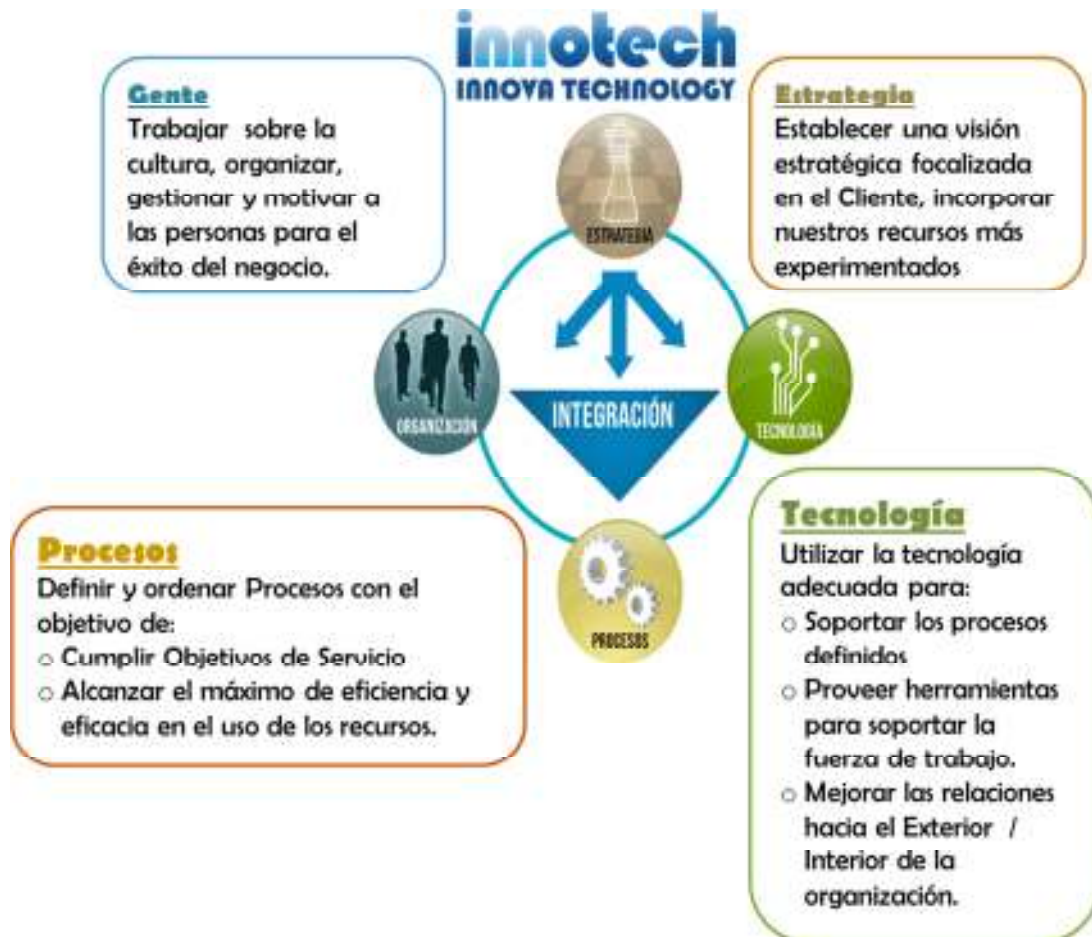 innotech
INNOVA TECHNOLOGY
Gente
Trabajar sobre la
cultura, organizar,
gestionar y motivar a
las personas para el
éxito del negocio.
Estrategia
Establecer una visión
estratégica focalizada
en el Cliente, incorporar
nuestros recursos más
experimentados
ESTRATEGIA
ORGANIZACIÓN
INTEGRACIÓN
TECNOLOGÍA
PROCESOS
Procesos
Definir y ordenar Procesos con el
objetivo de:
○ Cumplir Objetivos de Servicio
○ Alcanzar el máximo de eficiencia y
eficacia en el uso de los recursos.
Tecnología
Utilizar la tecnología
adecuada para:
○ Soportar los procesos
definidos
○ Proveer herramientas
para soportar la
fuerza de trabajo.
○ Mejorar las relaciones
hacia el Exterior /
Interior de la
organización.